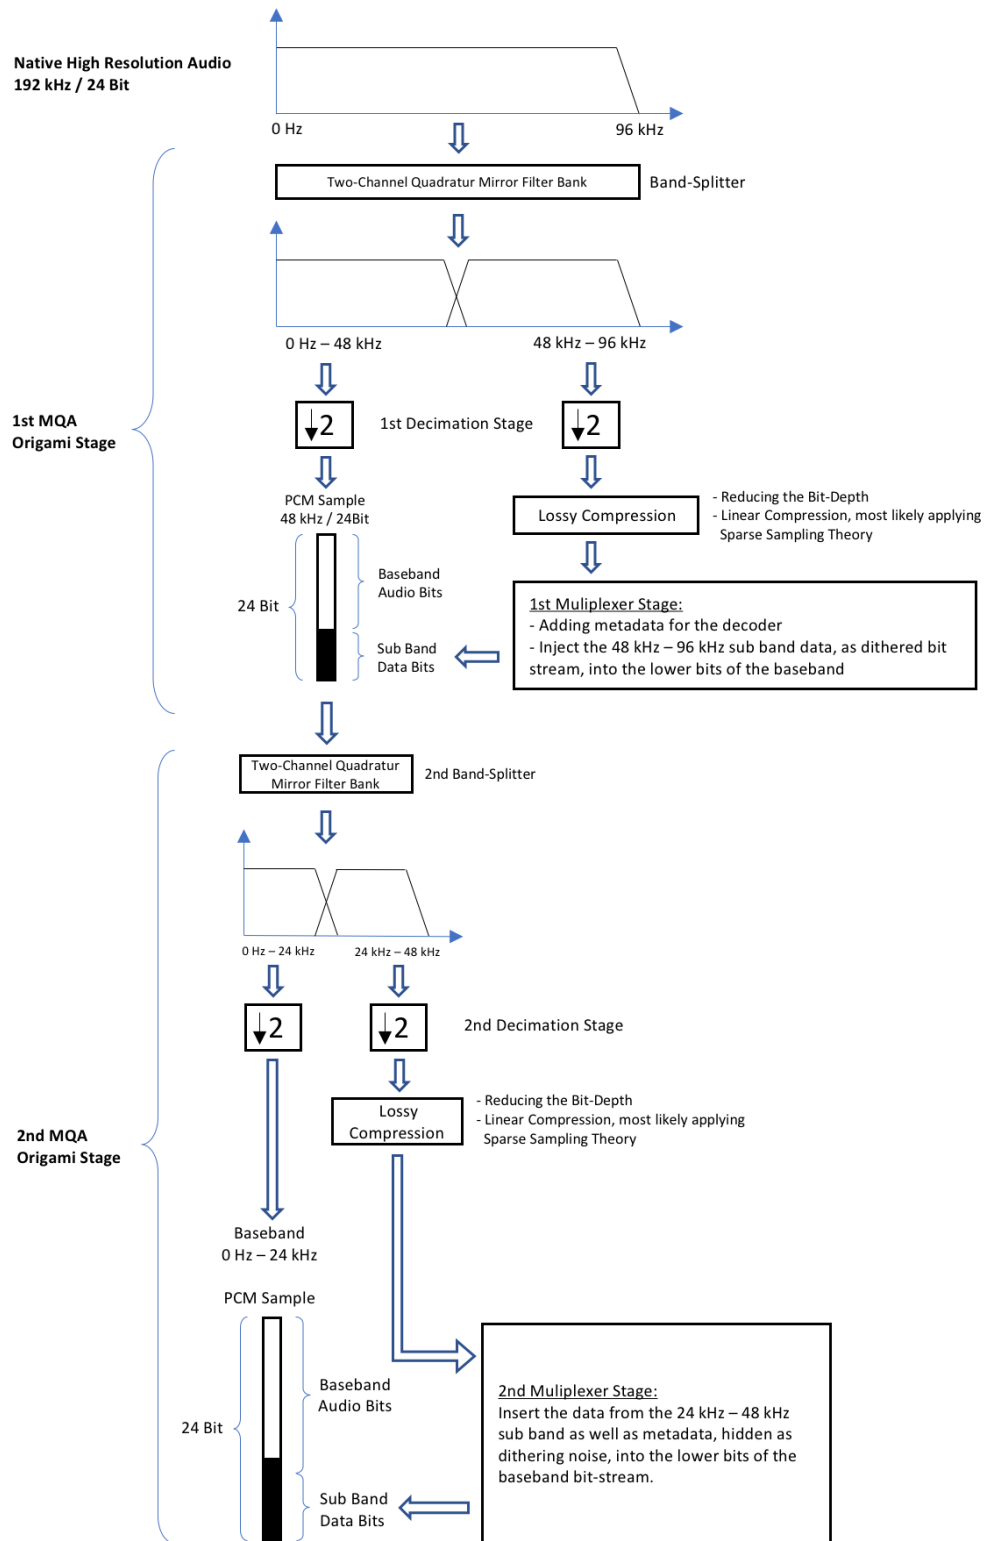 Native High Resolution Audio
192 kHz / 24 Bit
0 Hz
96 kHz
Two-Channel Quadratur Mirror Filter Bank
Band-Splitter
0 Hz – 48 kHz
48 kHz – 96 kHz
1st MQA
Origami Stage
2
1st Decimation Stage
2
PCM Sample
48 kHz / 24Bit
Lossy Compression
- Reducing the Bit-Depth
- Linear Compression, most likely applying
Sparse Sampling Theory
24 Bit
Baseband
Audio Bits
Sub Band
Data Bits
1st Muliplexer Stage:
- Adding metadata for the decoder
- Inject the 48 kHz – 96 kHz sub band data, as dithered bit
stream, into the lower bits of the baseband
Two-Channel Quadratur
Mirror Filter Bank
2nd Band-Splitter
0 Hz – 24 kHz
24 kHz – 48 kHz
2
2
2nd Decimation Stage
Lossy
Compression
- Reducing the Bit-Depth
- Linear Compression, most likely applying
Sparse Sampling Theory
2nd MQA
Origami Stage
Baseband
0 Hz – 24 kHz
PCM Sample
24 Bit
Baseband
Audio Bits
Sub Band
Data Bits
2nd Muliplexer Stage:
Insert the data from the 24 kHz – 48 kHz
sub band as well as metadata, hidden as
dithering noise, into the lower bits of the
baseband bit-stream.